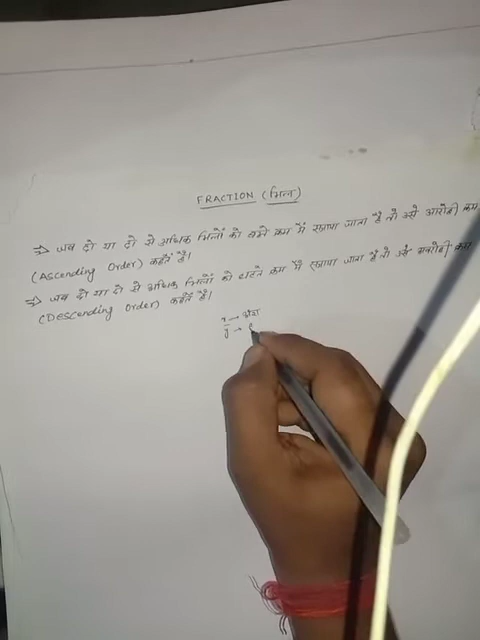 FRACTION (भिन्न)
⇒ जब दो या दो से अधिक भिन्नों को बढ़ते क्रम में सजाया जाता है तो उसे आरोही क्रम
(Ascending Order) कहते हैं।
⇒ जब दो या दो से अधिक भिन्नों को घटते क्रम में सजाया जाता है तो उसे अवरोही क्रम
(Descending Order) कहते हैं।
x → अंश
y →